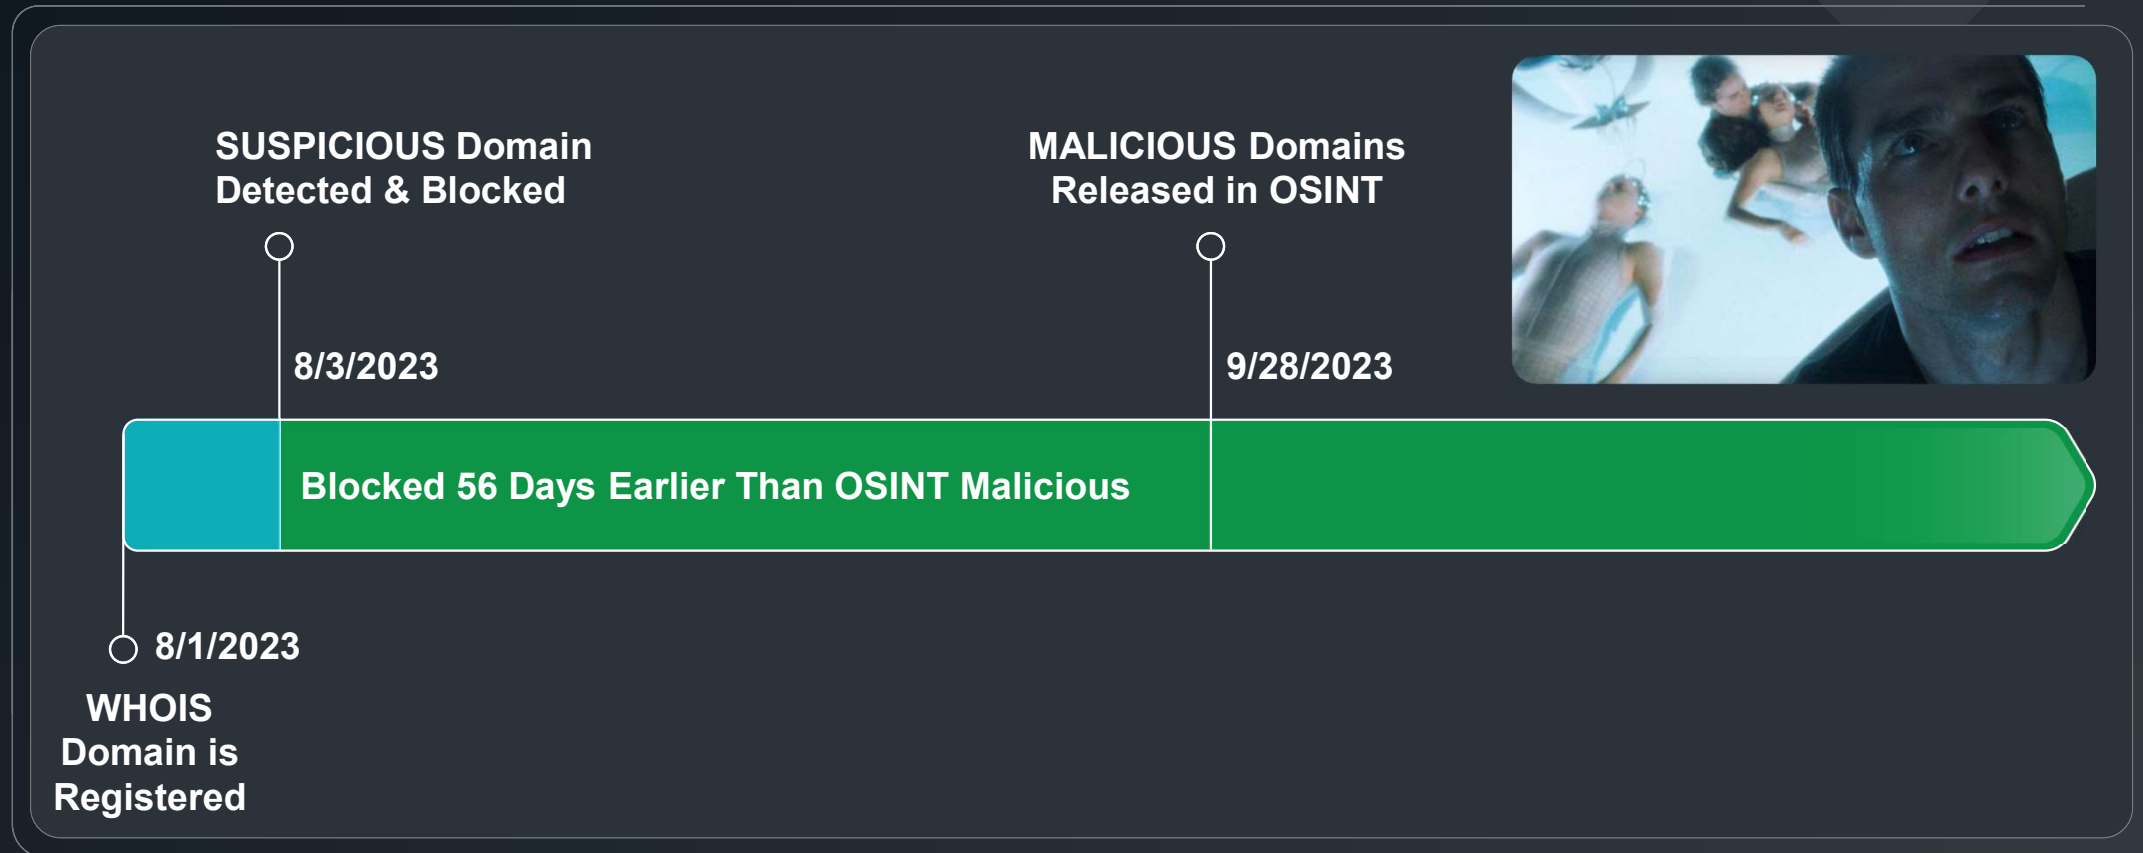 SUSPICIOUS Domain
Detected & Blocked
MALICIOUS Domains
Released in OSINT
8/3/2023
9/28/2023
Blocked 56 Days Earlier Than OSINT Malicious
8/1/2023
WHOIS
Domain is
Registered